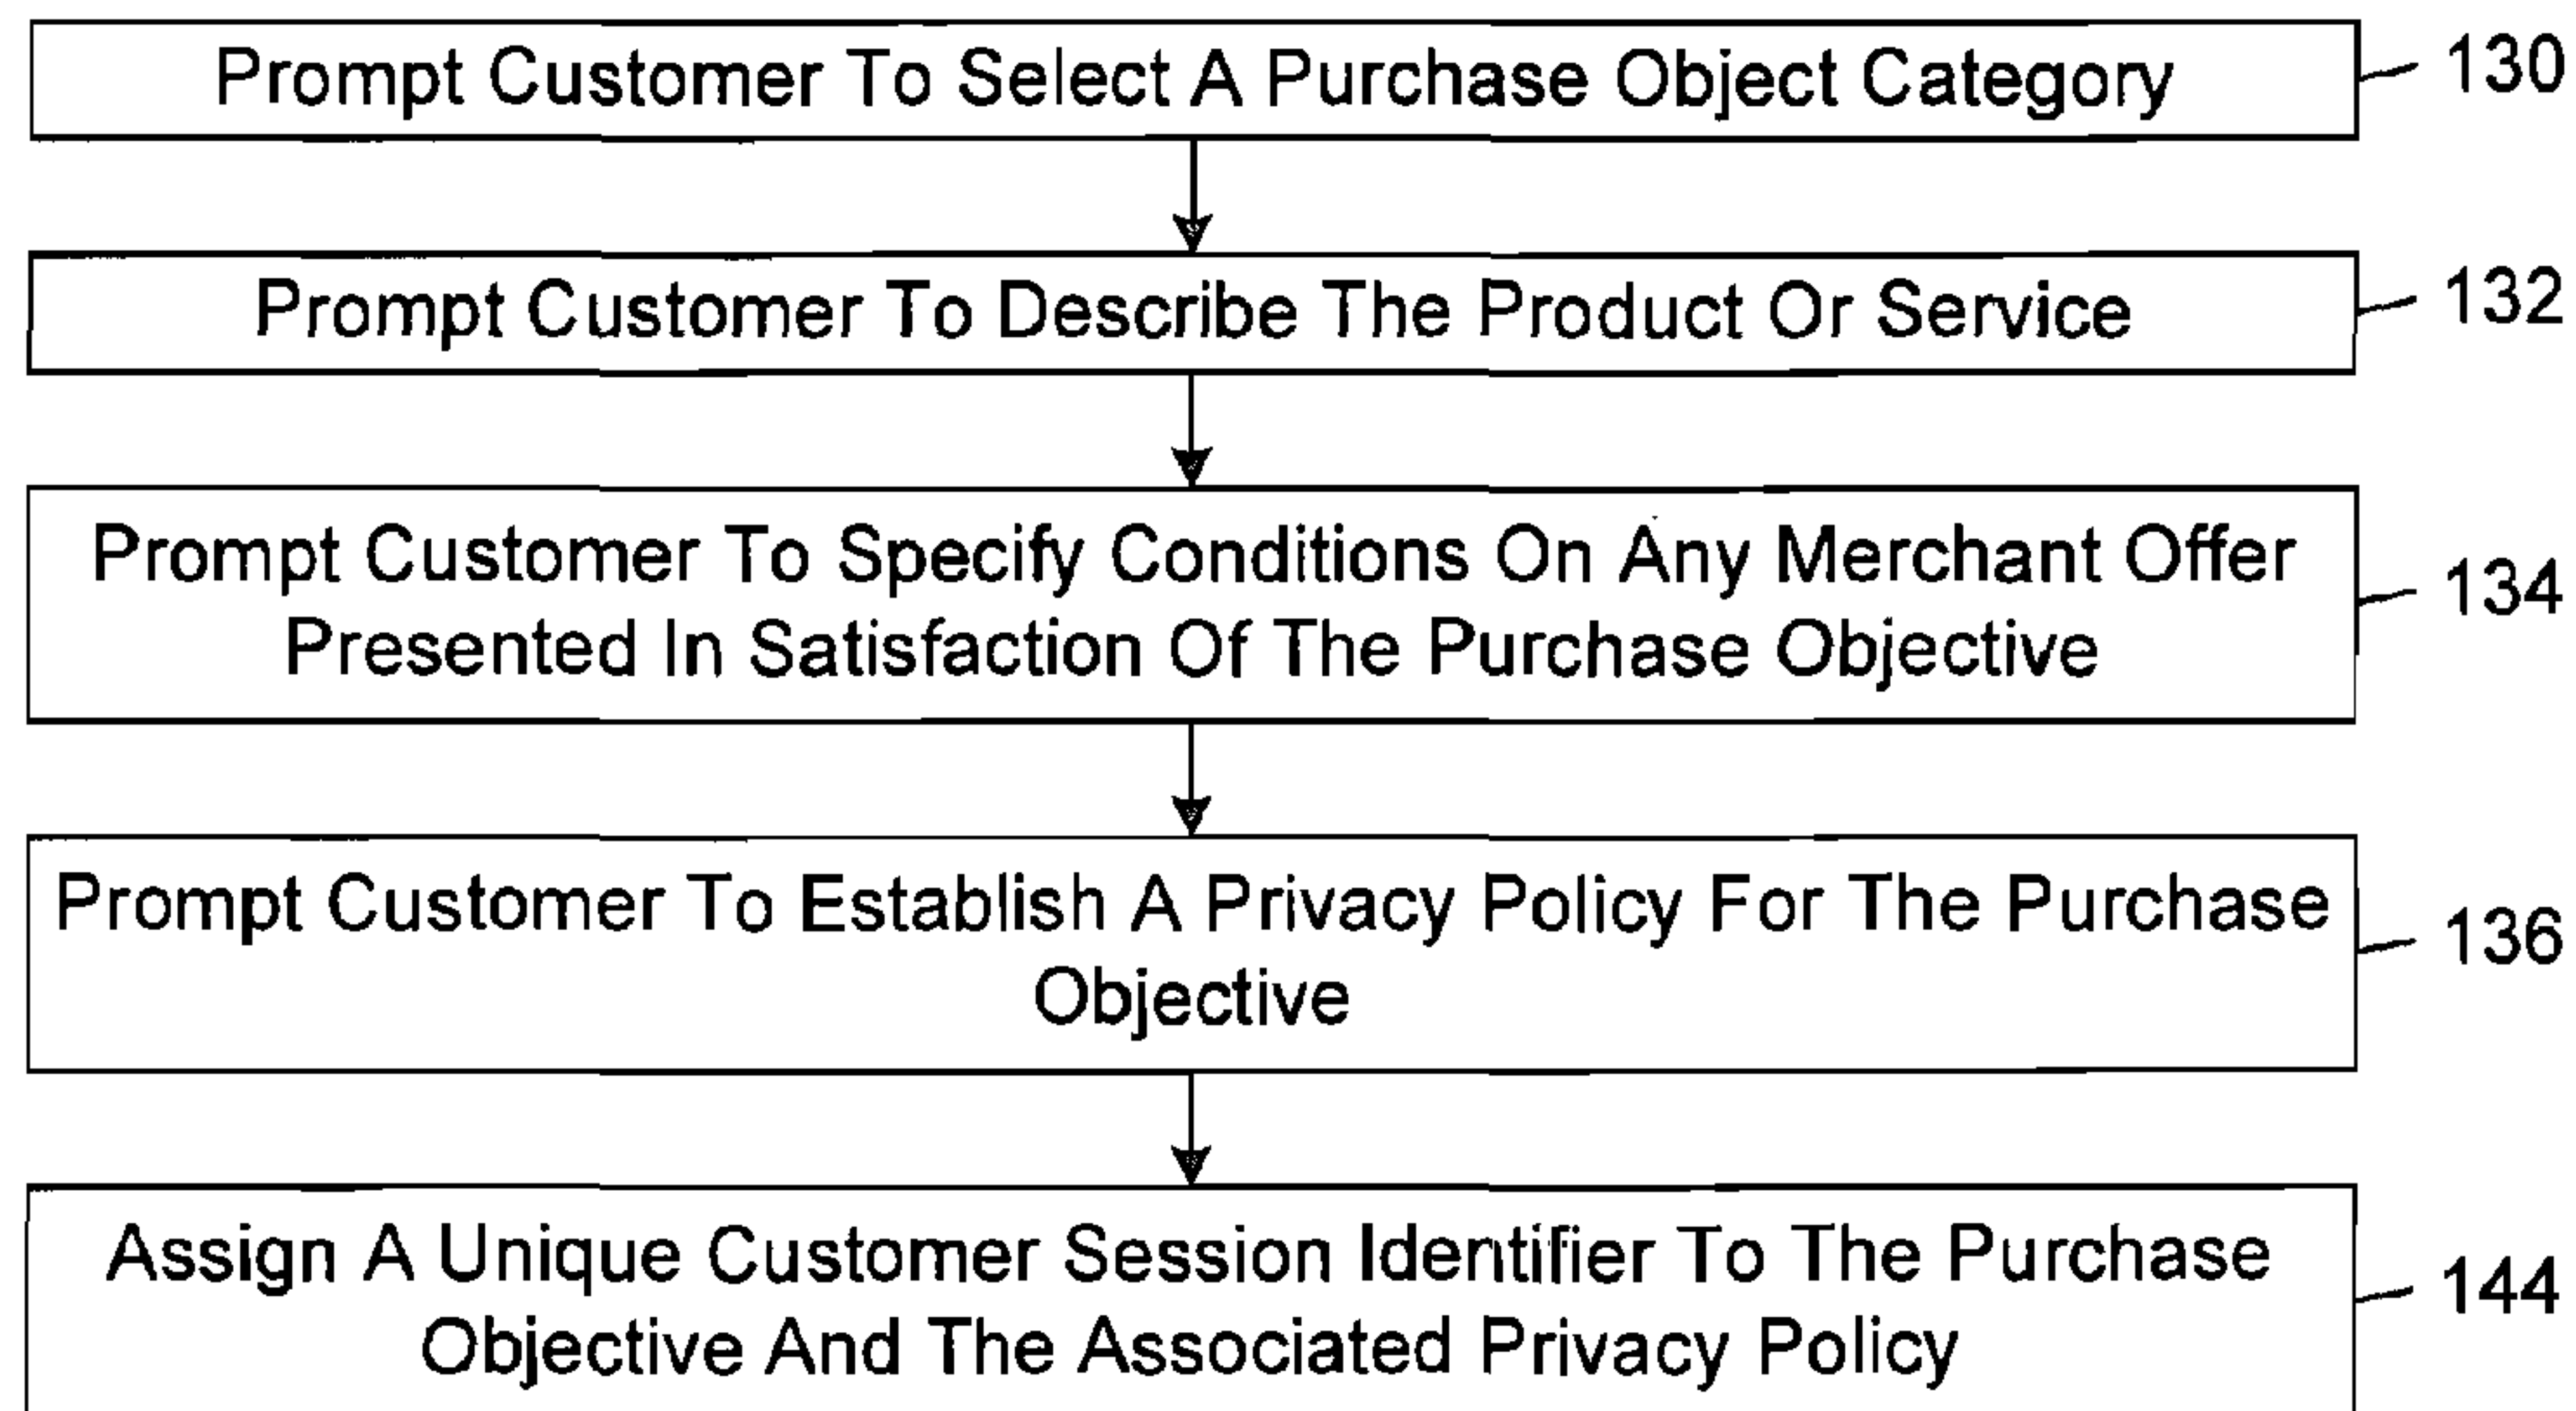 Prompt Customer To Select A Purchase Object Category
130
Prompt Customer To Describe The Product Or Service
132
Prompt Customer To Specify Conditions On Any Merchant Offer
Presented In Satisfaction Of The Purchase Objective
134
Prompt Customer To Establish A Privacy Policy For The Purchase
Objective
136
Assign A Unique Customer Session Identifier To The Purchase
Objective And The Associated Privacy Policy
144